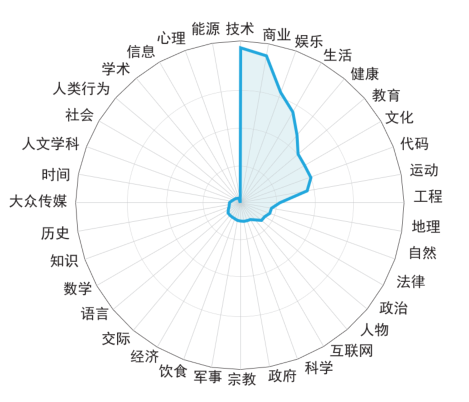 技术
商业
娱乐
生活
健康
教育
文化
代码
运动
工程
地理
自然
法律
政治
人物
互联网
科学
政府
宗教
军事
饮食
经济
交际
语言
数学
知识
历史
大众传媒
时间
人文学科
社会
人类行为
学术
信息
心理
能源